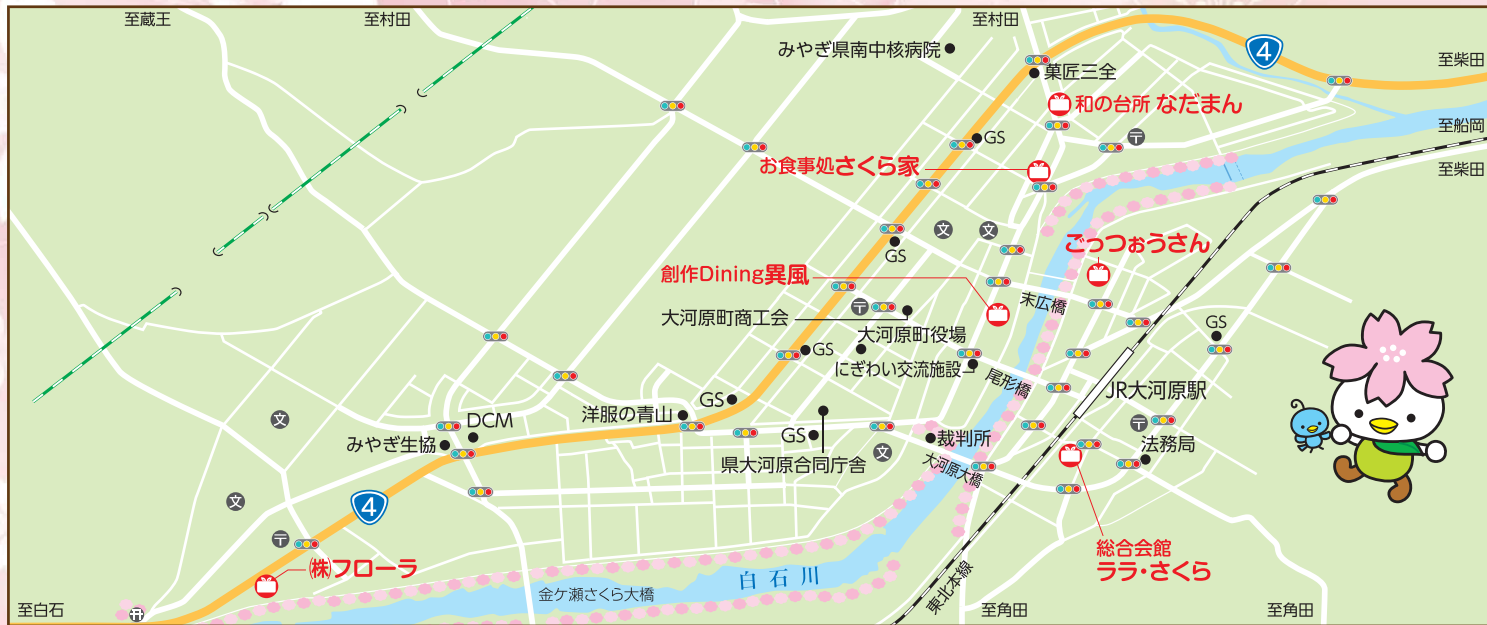 至蔵王
至村田
至村田
4
至柴田
みやぎ県南中核病院
菓匠三全
和の台所 なだまん
〒
至船岡
GS
お食事処さくら家
至柴田
文
文
GS
ごっつぉうさん
創作Dining異風
末広橋
〒
大河原町商工会
大河原町役場
GS
GS
にぎわい交流施設
尾形橋
JR大河原駅
GS
洋服の青山
DCM
文
みやぎ生協
GS
裁判所
〒
法務局
県大河原合同庁舎
文
大河原大橋
文
4
〒
㈱フローラ
総合会館
ララ・さくら
白石川
金ケ瀬さくら大橋
東北本線
至白石
至角田
至角田